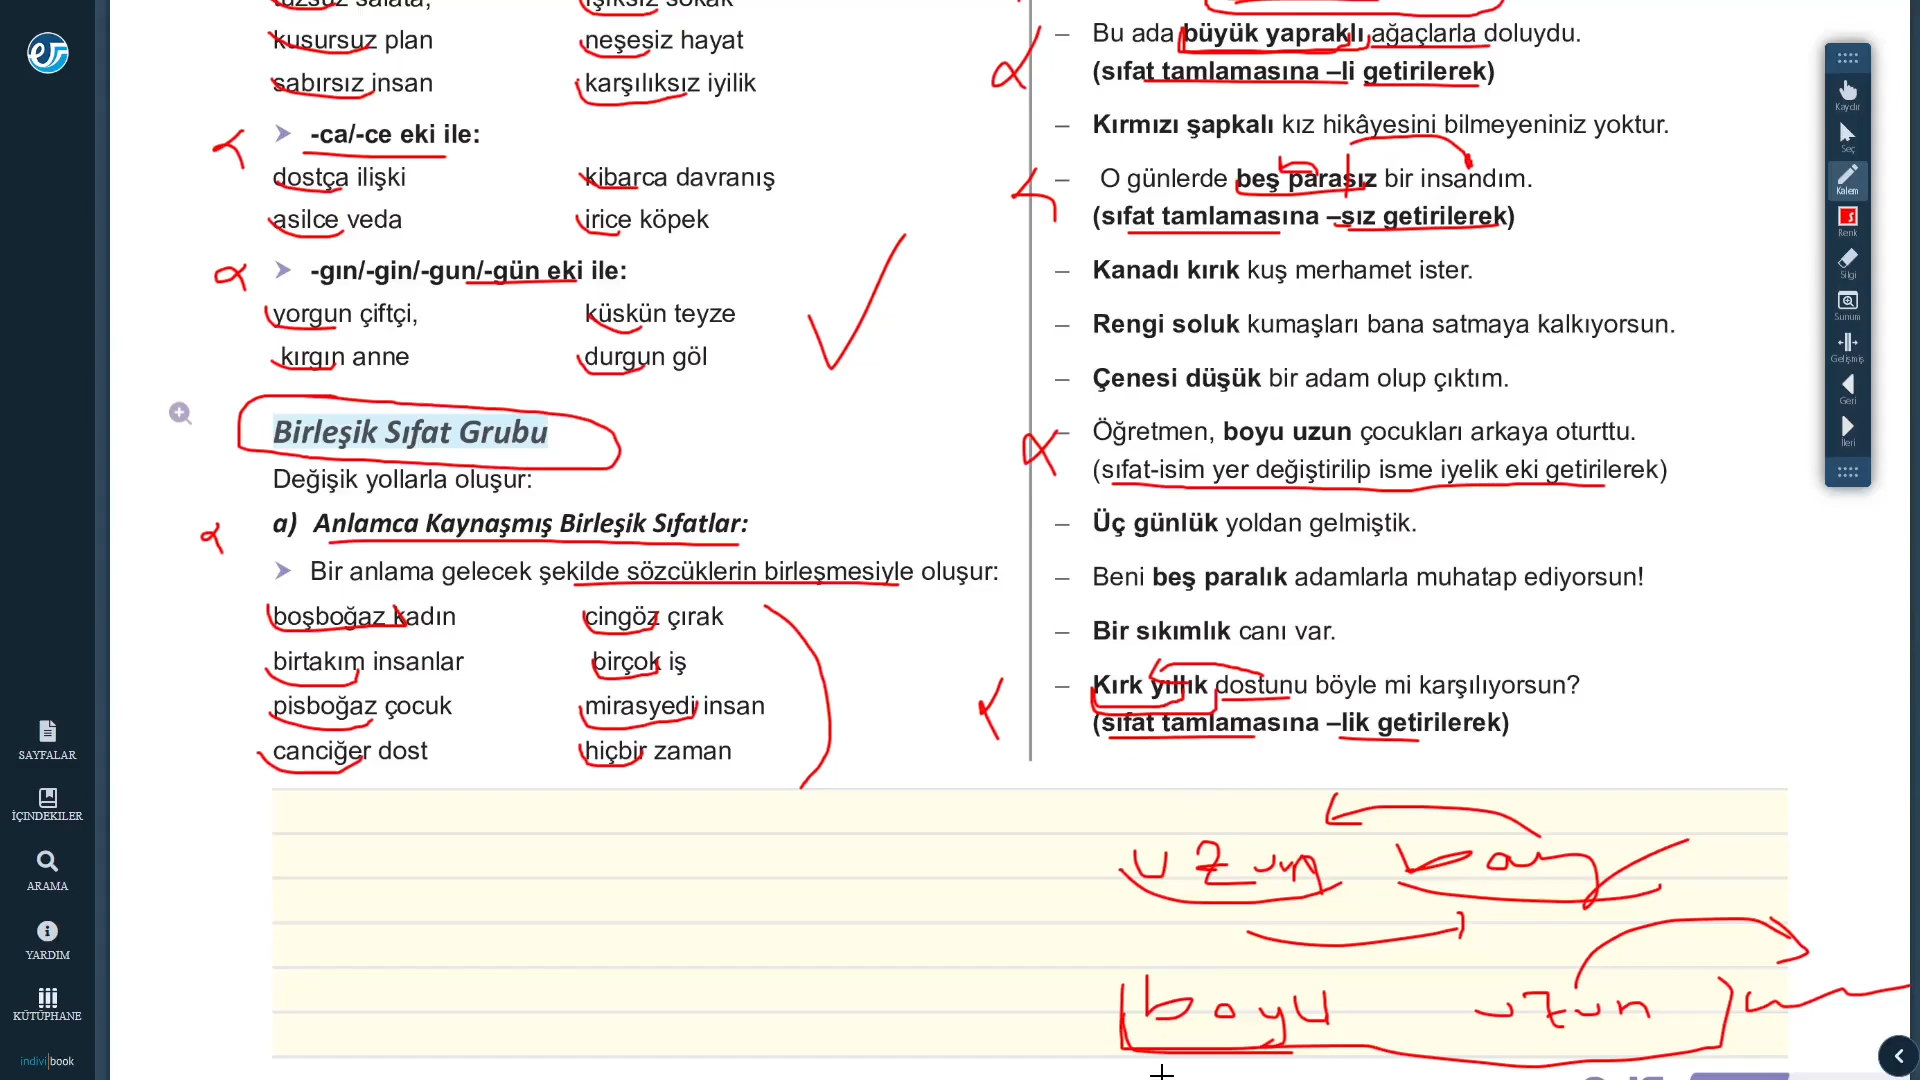 tuzsuz salata,
ışıksız sokak
kusursuz plan
neşesiz hayat
sabırsız insan
karşılıksız iyilik
-ca/-ce eki ile:
dostça ilişki
kibarca davranış
asilce veda
irice köpek
-gın/-gin/-gun/-gün eki ile:
yorgun çiftçi,
küskün teyze
kırgın anne
durgun göl
Birleşik Sıfat Grubu
Değişik yollarla oluşur:
a) Anlamca Kaynaşmış Birleşik Sıfatlar:
Bir anlama gelecek şekilde sözcüklerin birleşmesiyle oluşur:
boşboğaz kadın
cingöz çırak
birtakım insanlar
birçok iş
pisboğaz çocuk
mirasyedi insan
canciğer dost
hiçbir zaman
– Bu ada büyük yapraklı ağaçlarla doluydu.
(sıfat tamlamasına –li getirilerek)
– Kırmızı şapkalı kız hikâyesini bilmeyeniniz yoktur.
– O günlerde beş parasız bir insandım.
(sıfat tamlamasına –sız getirilerek)
– Kanadı kırık kuş merhamet ister.
– Rengi soluk kumaşları bana satmaya kalkıyorsun.
– Çenesi düşük bir adam olup çıktım.
– Öğretmen, boyu uzun çocukları arkaya oturttu.
(sıfat-isim yer değiştirilip isme iyelik eki getirilerek)
– Üç günlük yoldan gelmiştik.
– Beni beş paralık adamlarla muhatap ediyorsun!
– Bir sıkımlık canı var.
– Kırk yıllık dostunu böyle mi karşılıyorsun?
(sıfat tamlamasına –lik getirilerek)
uzun boy
boyu uzun
SAYFALAR
İÇİNDEKİLER
ARAMA
YARDIM
KÜTÜPHANE
indivi|book
Kaydır
Seç
Kalem
Renk
Silgi
Sunum
Gelişmiş
Geri
İleri